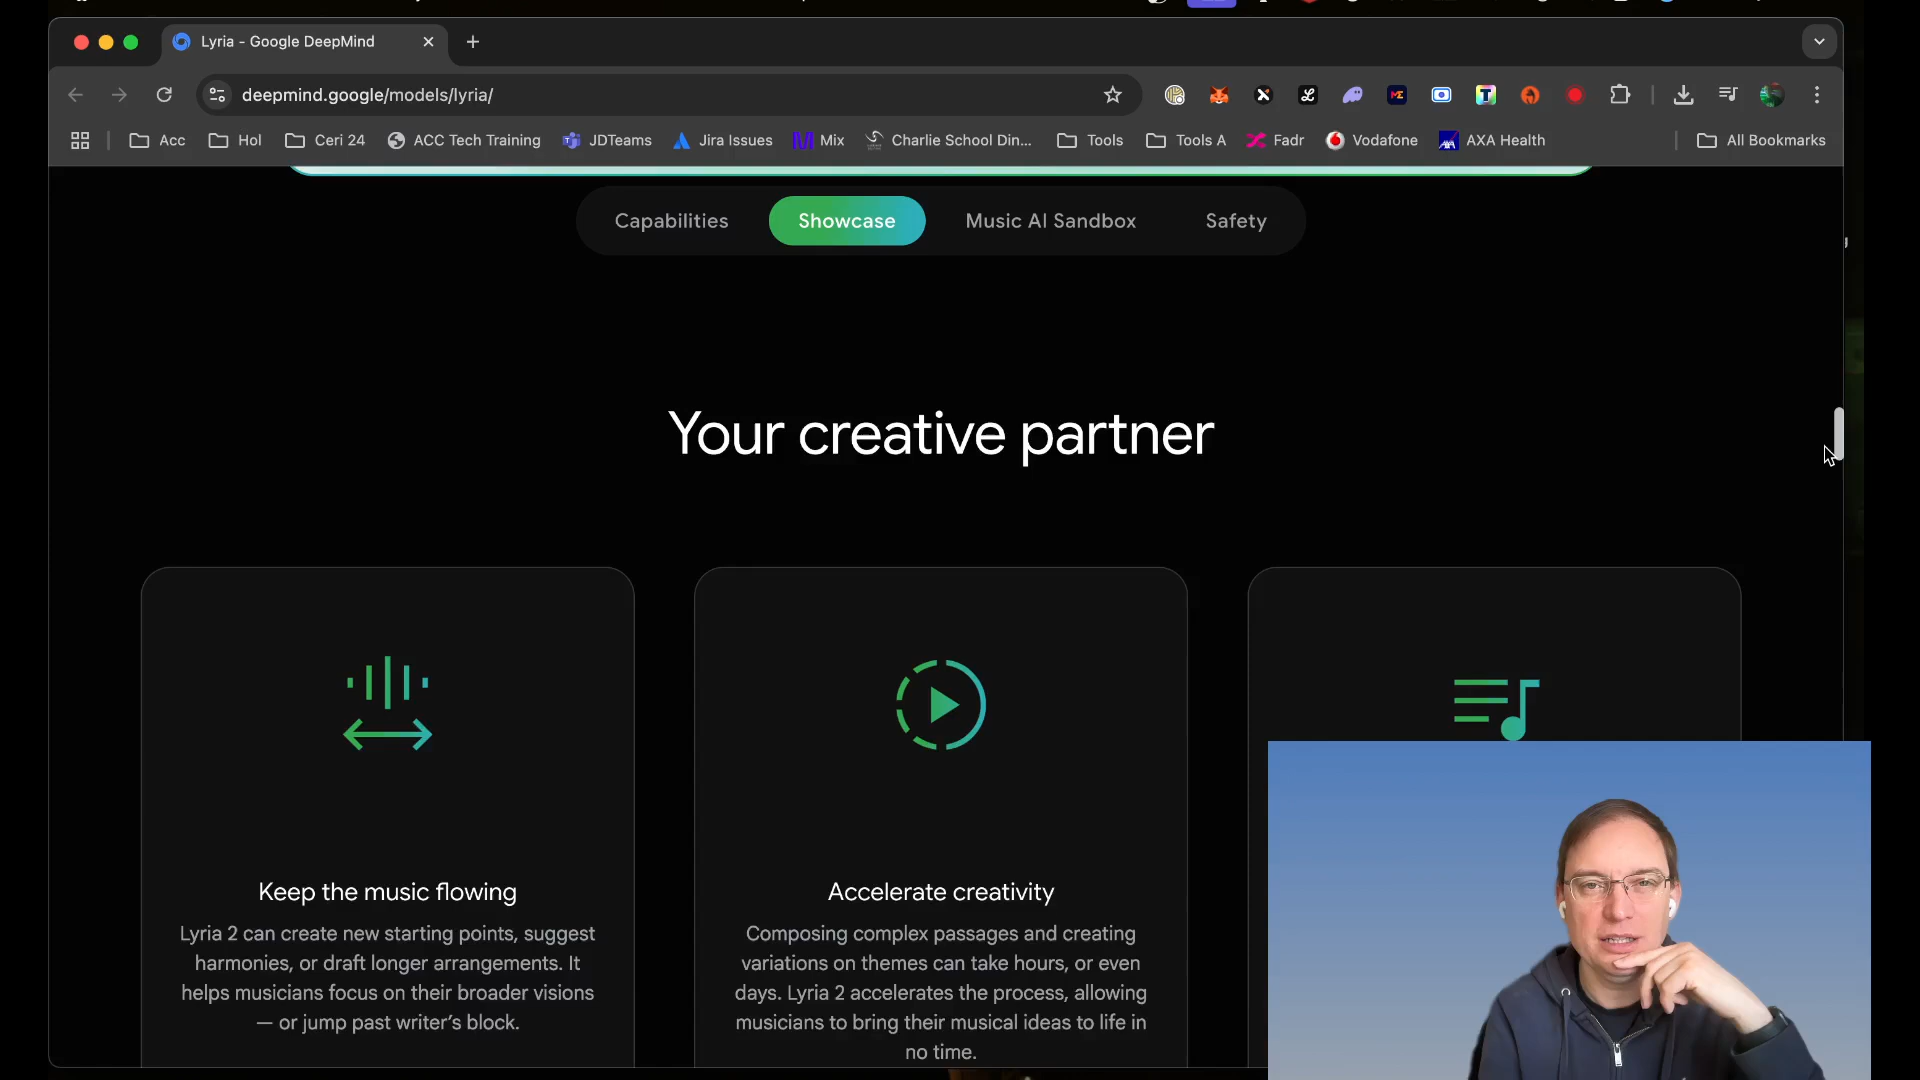 Lyria - Google DeepMind
deepmind.google/models/lyria/
Acc Hol Ceri 24 ACC Tech Training JDTeams Jira Issues Mix Charlie School Din... Tools Tools A Fadr Vodafone AXA Health All Bookmarks
Capabilities Showcase Music AI Sandbox Safety
Your creative partner
Keep the music flowing
Lyria 2 can create new starting points, suggest
harmonies, or draft longer arrangements. It
helps musicians focus on their broader visions
— or jump past writer's block.
Accelerate creativity
Composing complex passages and creating
variations on themes can take hours, or even
days. Lyria 2 accelerates the process, allowing
musicians to bring their musical ideas to life in
no time.